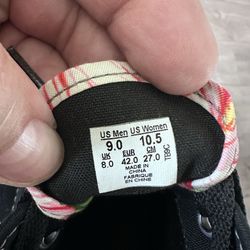 US Men US Women
9.0 10.5
UK EUR CM
8.0 42.0 27.0
MADE IN
CHINA
FABRIQUE
EN CHINE